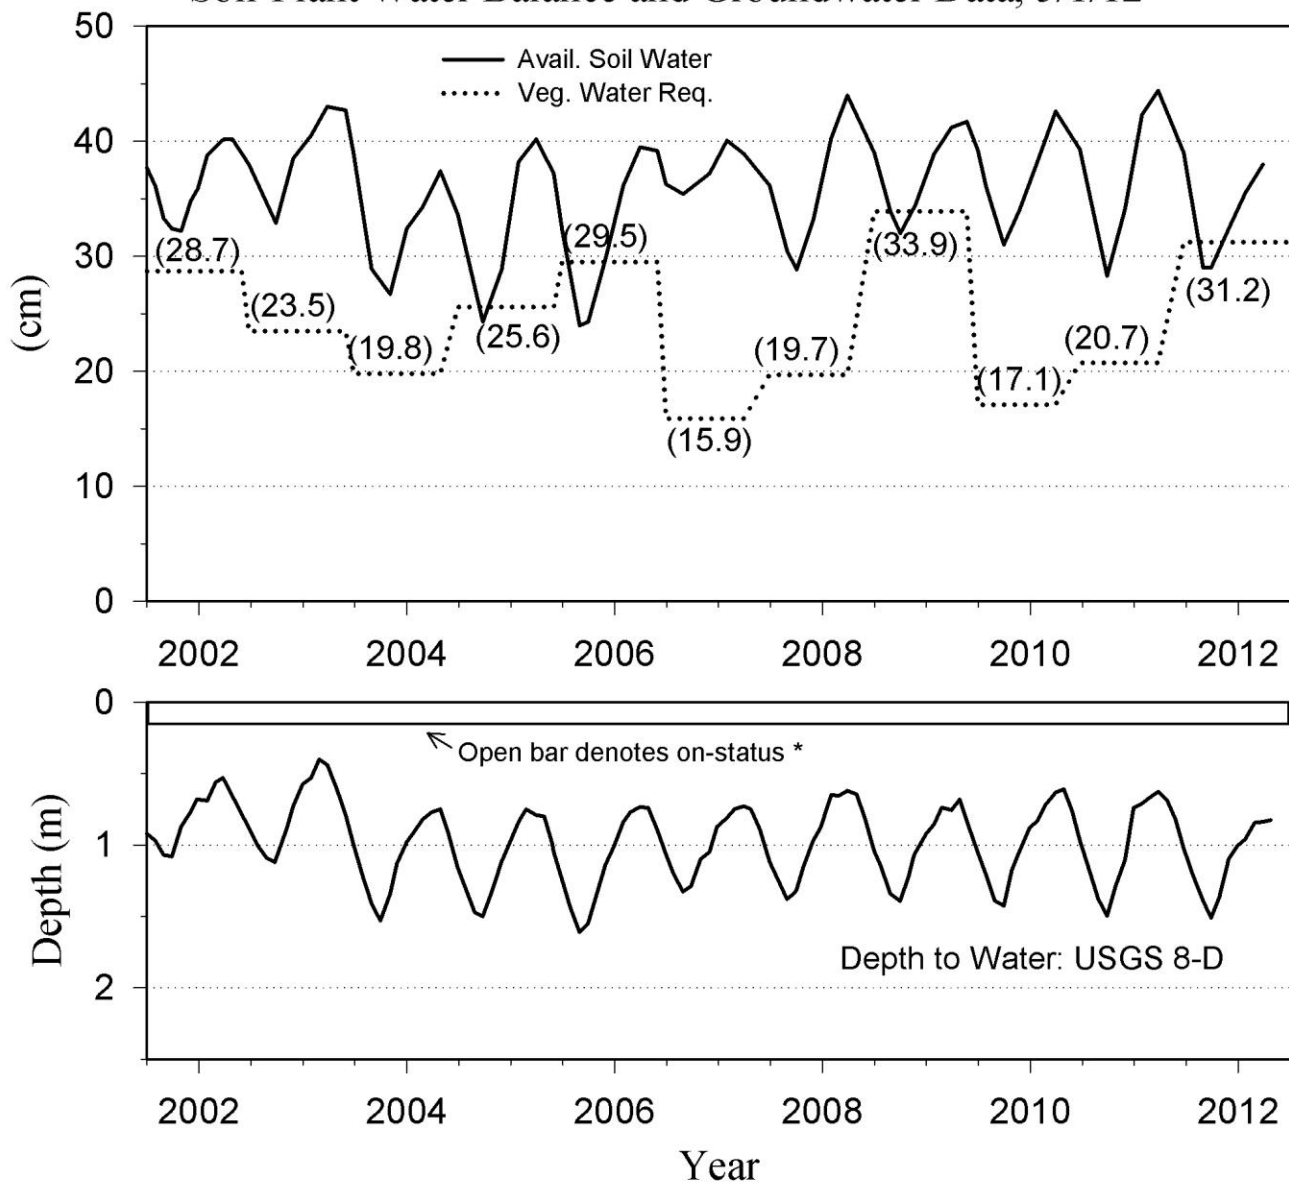 Soil-Plant Water Balance and Groundwater Data, 5/1/12
50
Avail. Soil Water
Veg. Water Req.
40
(28.7)
(29.5)
30
(33.9)
(23.5)
(19.8)
(25.6)
(19.7)
(20.7)
(31.2)
20
(17.1)
(15.9)
10
0
(cm)
2002 2004 2006 2008 2010 2012
0
Open bar denotes on-status *
1
Depth to Water: USGS 8-D
2
Depth (m)
2002 2004 2006 2008 2010 2012
Year